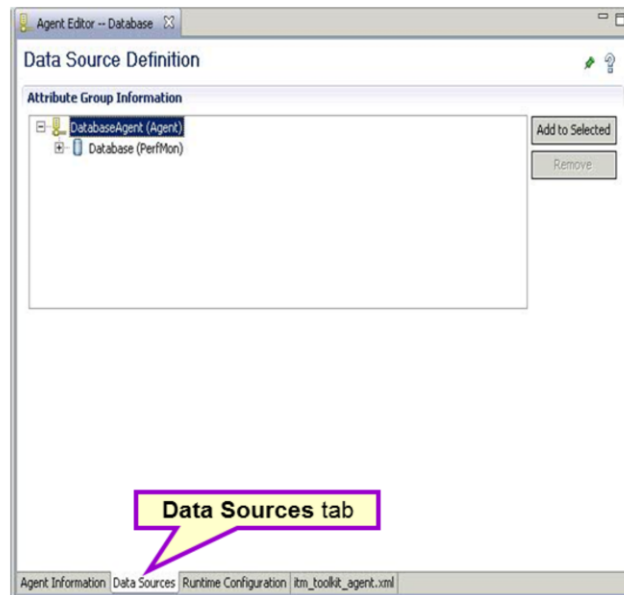 Agent Editor -- Database
Data Source Definition
Attribute Group Information
DatabaseAgent (Agent)
Add to Selected
Database (PerfMon)
Remove
Data Sources tab
Agent Information Data Sources Runtime Configuration itm_toolkit_agent.xml